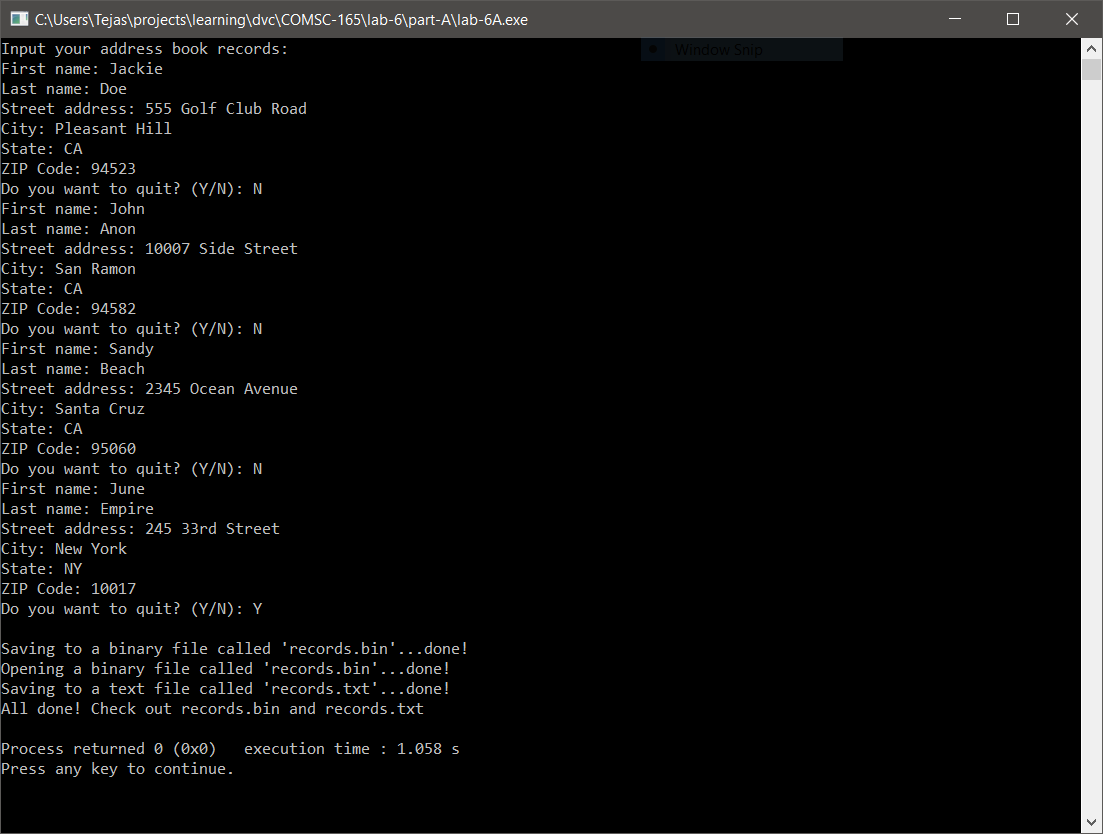 C:\Users\Tejas\projects\learning\dvc\COMSC-165\lab-6\part-A\lab-6A.exe
Input your address book records:
Window Snip
First name: Jackie
Last name: Doe
Street address: 555 Golf Club Road
City: Pleasant Hill
State: CA
ZIP Code: 94523
Do you want to quit? (Y/N): N
First name: John
Last name: Anon
Street address: 10007 Side Street
City: San Ramon
State: CA
ZIP Code: 94582
Do you want to quit? (Y/N): N
First name: Sandy
Last name: Beach
Street address: 2345 Ocean Avenue
City: Santa Cruz
State: CA
ZIP Code: 95060
Do you want to quit? (Y/N): N
First name: June
Last name: Empire
Street address: 245 33rd Street
City: New York
State: NY
ZIP Code: 10017
Do you want to quit? (Y/N): Y
Saving to a binary file called 'records.bin'...done!
Opening a binary file called 'records.bin'...done!
Saving to a text file called 'records.txt'...done!
All done! Check out records.bin and records.txt
Process returned 0 (0x0)   execution time : 1.058 s
Press any key to continue.